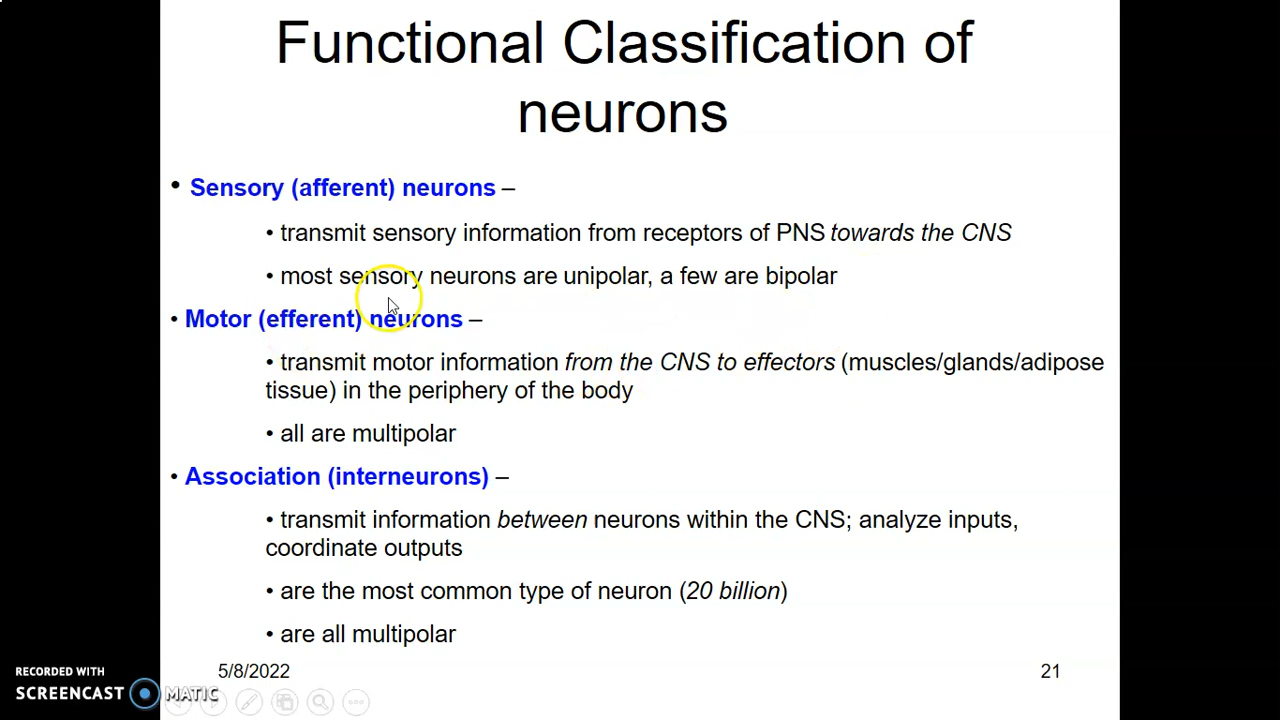 Functional Classification of
neurons
• Sensory (afferent) neurons –
• transmit sensory information from receptors of PNS towards the CNS
• most sensory neurons are unipolar, a few are bipolar
• Motor (efferent) neurons –
• transmit motor information from the CNS to effectors (muscles/glands/adipose
tissue) in the periphery of the body
• all are multipolar
• Association (interneurons) –
• transmit information between neurons within the CNS; analyze inputs,
coordinate outputs
• are the most common type of neuron (20 billion)
• are all multipolar
5/8/2022
21
RECORDED WITH
SCREENCAST MATIC